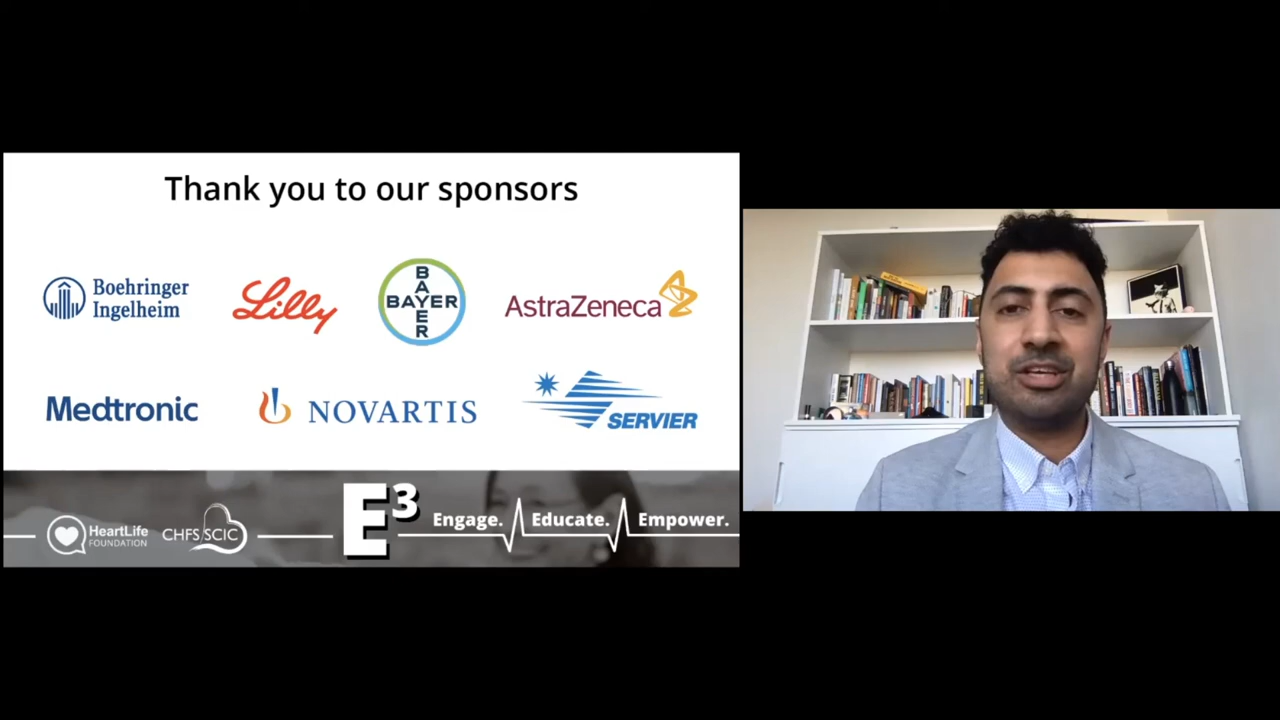 Thank you to our sponsors
Boehringer
Ingelheim
Lilly
BAYER
BAYER
AstraZeneca
Medtronic
NOVARTIS
SERVIER
HeartLife
FOUNDATION
CHFS SCIC
E³
Engage. Educate. Empower.